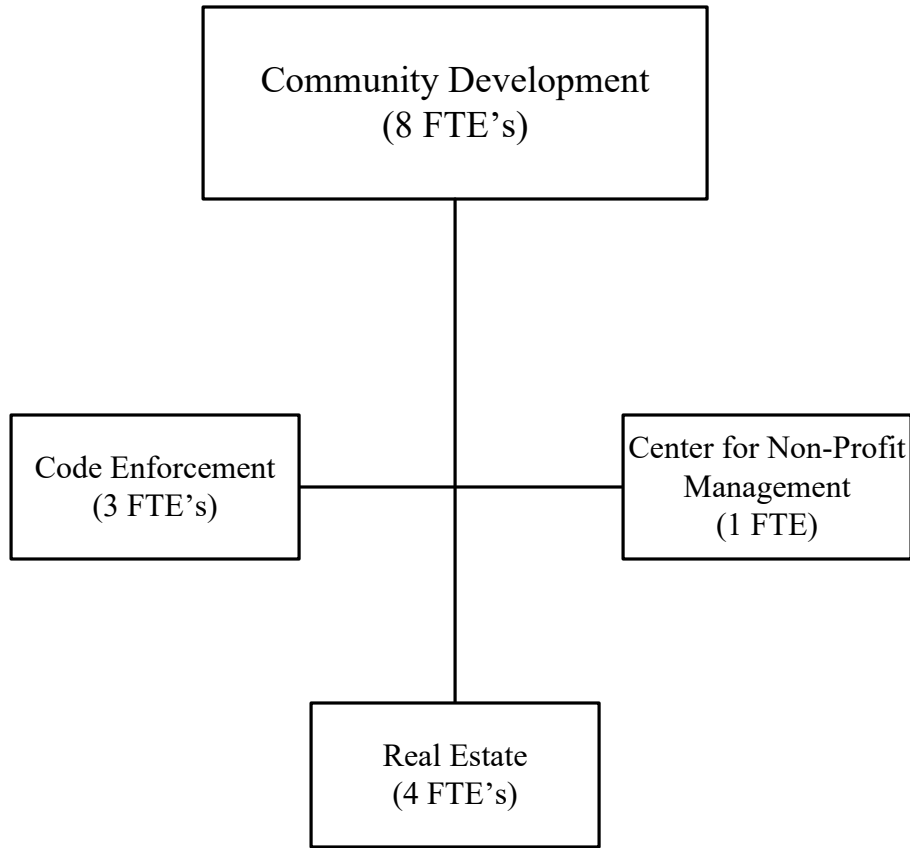 Community Development
(8 FTE’s)
Code Enforcement
(3 FTE’s)
Center for Non-Profit
Management
(1 FTE)
Real Estate
(4 FTE’s)